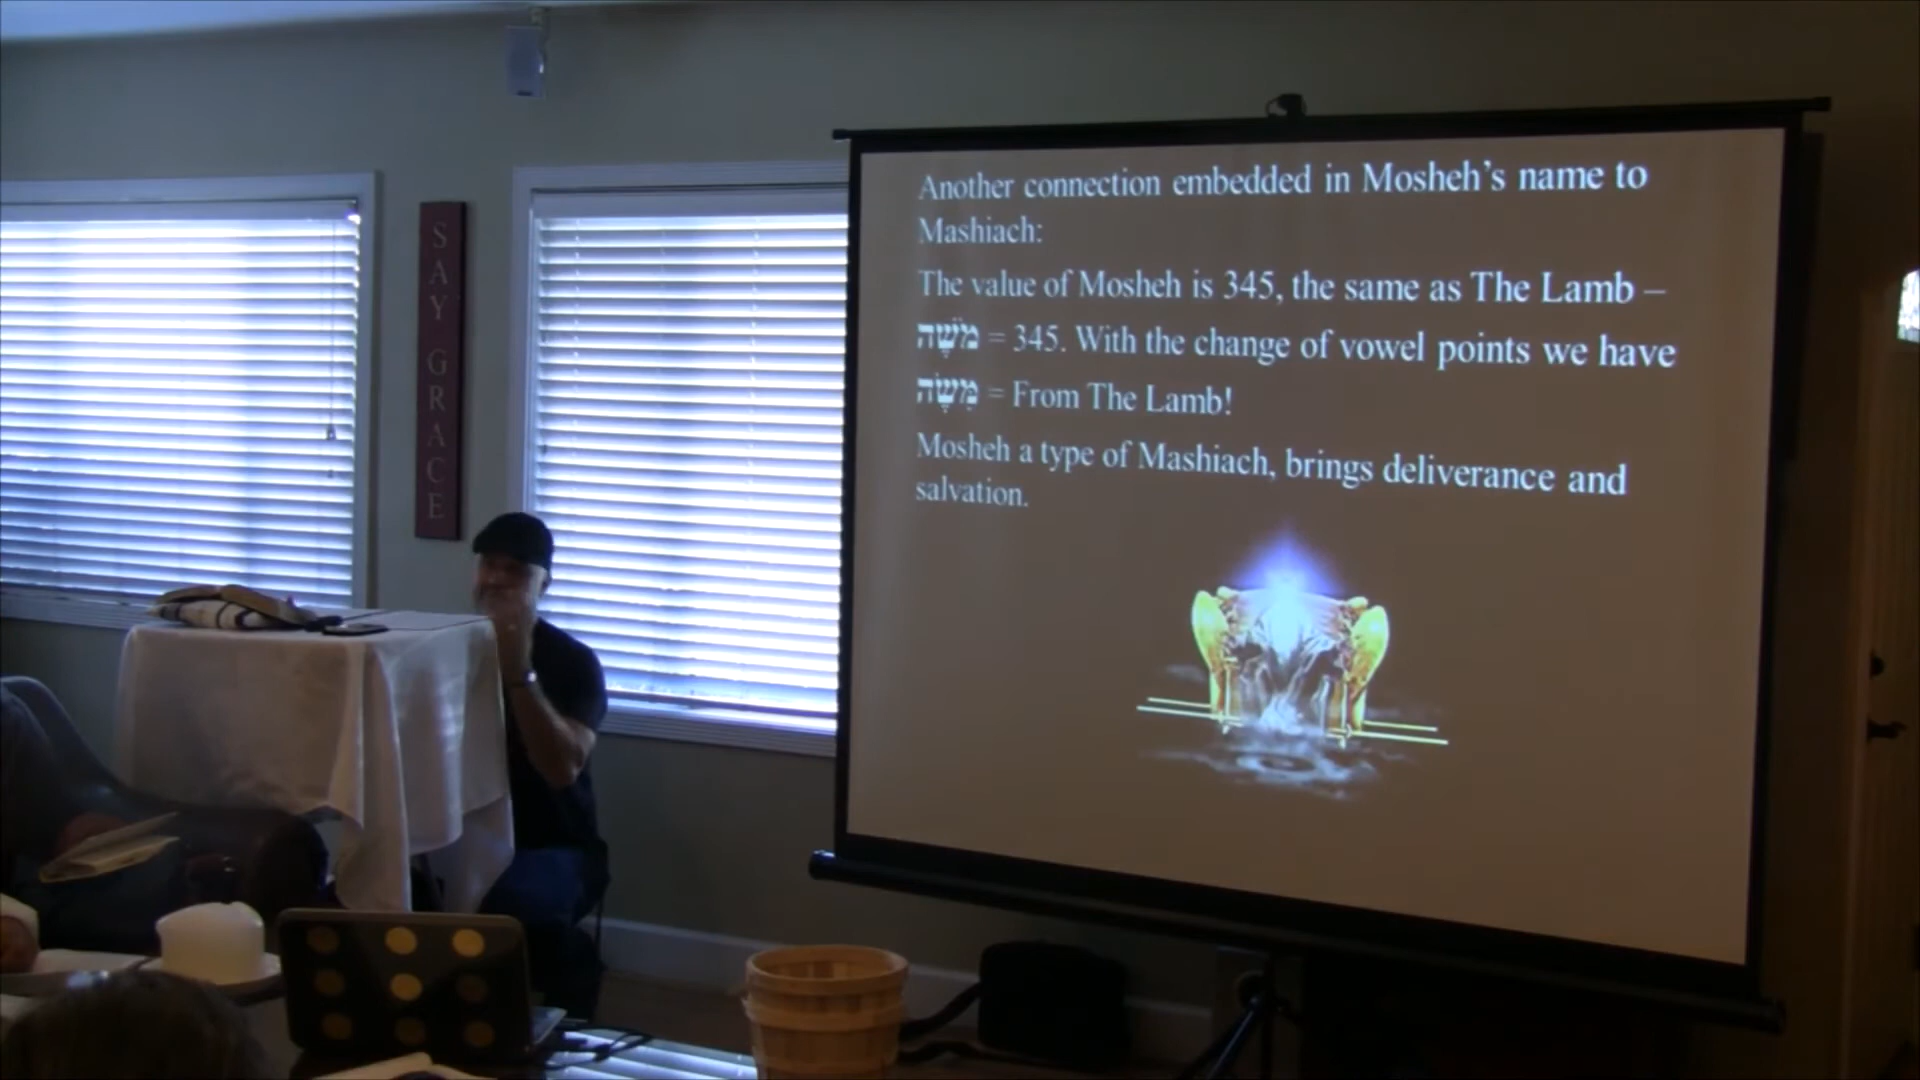 SAY GRACE
Another connection embedded in Mosheh's name to
Mashiach:
The value of Mosheh is 345, the same as The Lamb –
מֹשֶׁה = 345. With the change of vowel points we have
מִשֶׂה = From The Lamb!
Mosheh a type of Mashiach, brings deliverance and
salvation.